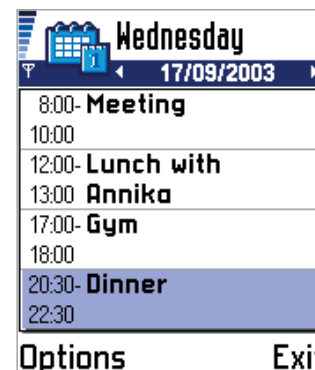 Wednesday
17/09/2003
8:00- Meeting
10:00
12:00- Lunch with
13:00 Annika
17:00- Gym
18:00
20:30- Dinner
22:30
Options Exi